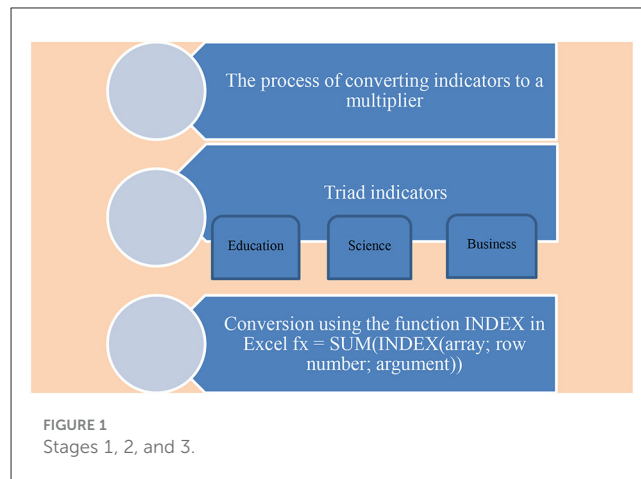 The process of converting indicators to a
multiplier
Triad indicators
Education
Science
Business
Conversion using the function INDEX in
Excel fx = SUM(INDEX(array; row
number; argument))
FIGURE 1
Stages 1, 2, and 3.